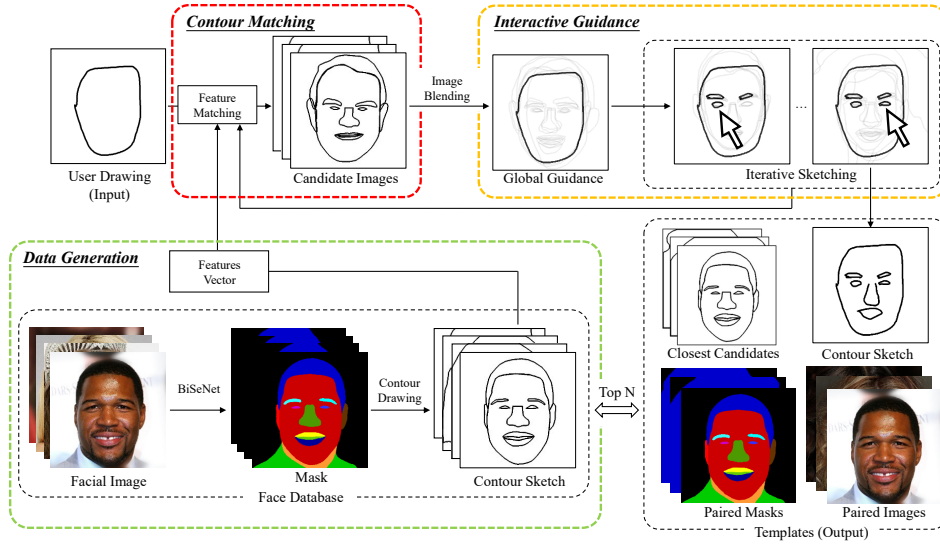 Contour Matching
Interactive Guidance
Feature
Matching
Image
Blending
...
User Drawing
(Input)
Candidate Images
Global Guidance
Iterative Sketching
Data Generation
Features
Vector
BiSeNet
Contour
Drawing
Top N
Closest Candidates
Contour Sketch
Facial Image
Mask
Contour Sketch
Face Database
Paired Masks
Paired Images
Templates (Output)